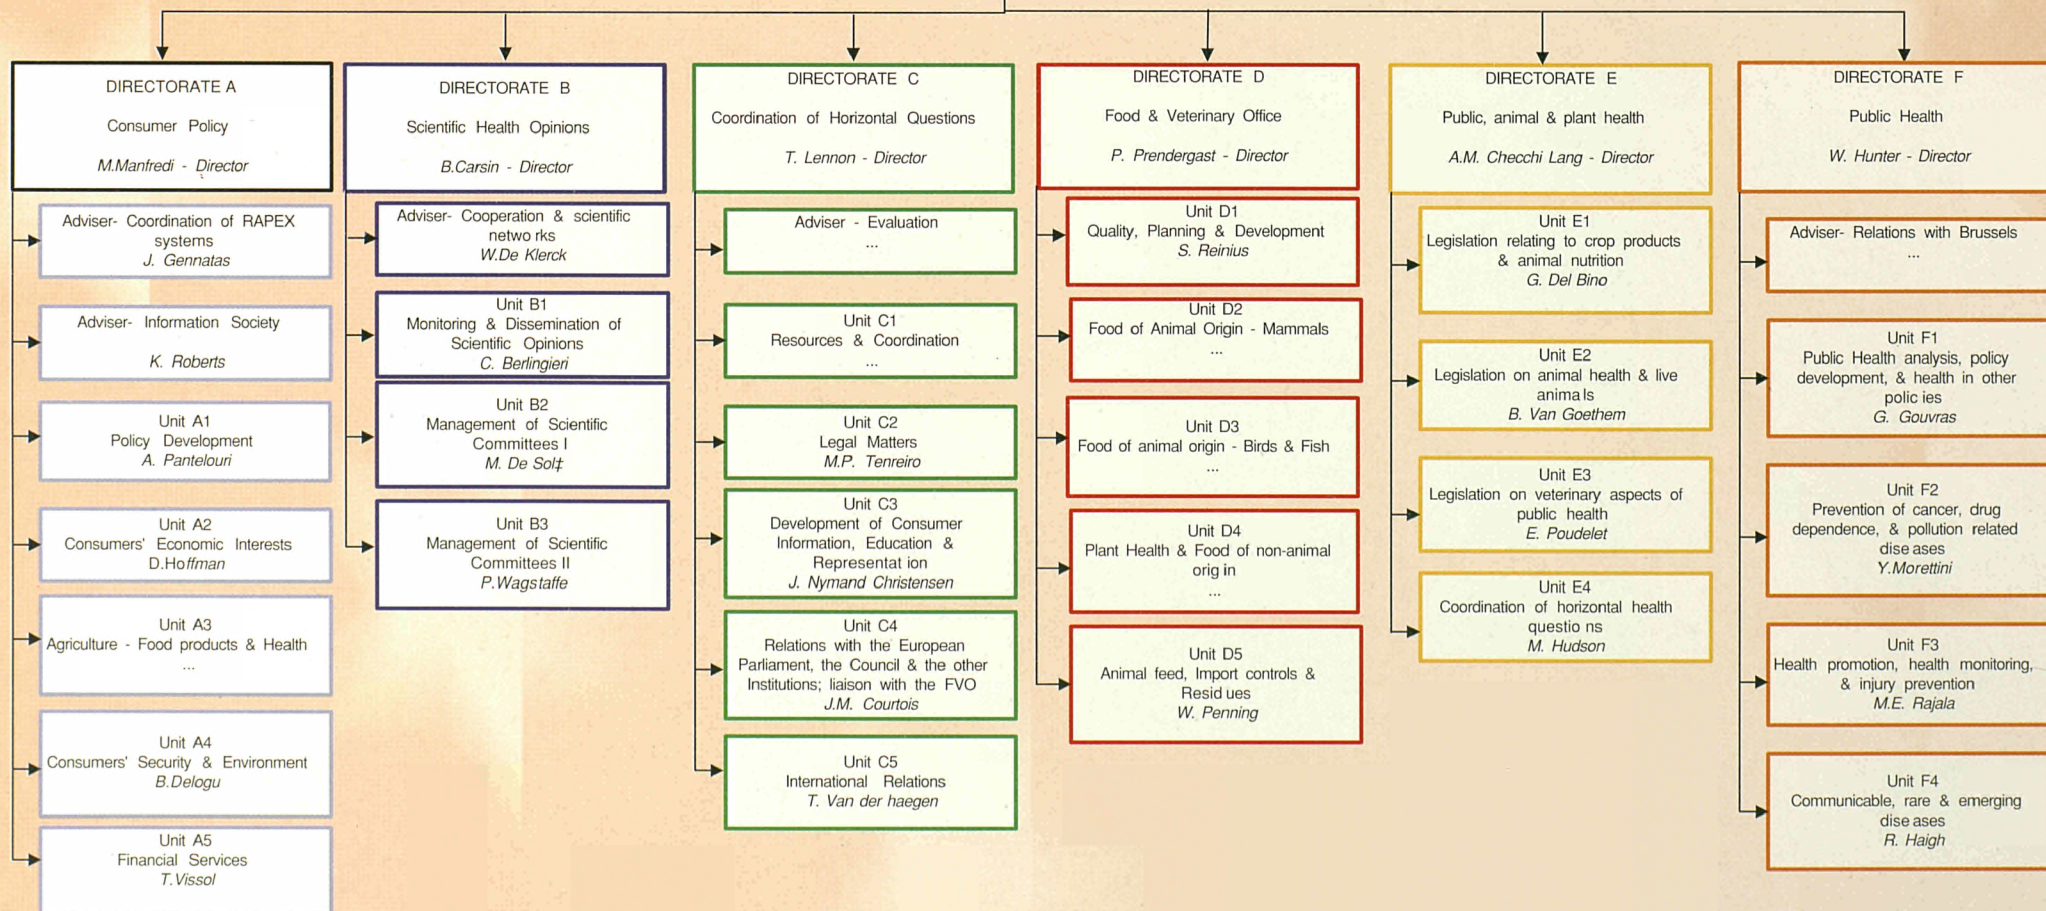 DIRECTORATE A
Consumer Policy
M.Manfredi - Director
Adviser- Coordination of RAPEX
systems
J. Gennatas
Adviser- Information Society
K. Roberts
Unit A1
Policy Development
A. Pantelouri
Unit A2
Consumers' Economic Interests
D.Hoffman
Unit A3
Agriculture - Food products & Health
...
Unit A4
Consumers' Security & Environment
B.Delogu
Unit A5
Financial Services
T.Vissol
DIRECTORATE B
Scientific Health Opinions
B.Carsin - Director
Adviser- Cooperation & scientific
netwo rks
W.De Klerck
Unit B1
Monitoring & Dissemination of
Scientific Opinions
C. Berlingieri
Unit B2
Management of Scientific
Committees I
M. De Sol‡
Unit B3
Management of Scientific
Committees II
P.Wagstaffe
DIRECTORATE C
Coordination of Horizontal Questions
T. Lennon - Director
Adviser - Evaluation
...
Unit C1
Resources & Coordination
...
Unit C2
Legal Matters
M.P. Tenreiro
Unit C3
Development of Consumer
Information, Education &
Representat ion
J. Nymand Christensen
Unit C4
Relations with the European
Parliament, the Council & the other
Institutions; liaison with the FVO
J.M. Courtois
Unit C5
International Relations
T. Van der haegen
DIRECTORATE D
Food & Veterinary Office
P. Prendergast - Director
Unit D1
Quality, Planning & Development
S. Reinius
Unit D2
Food of Animal Origin - Mammals
...
Unit D3
Food of animal origin - Birds & Fish
...
Unit D4
Plant Health & Food of non-animal
orig in
...
Unit D5
Animal feed, Import controls &
Resid ues
W. Penning
DIRECTORATE E
Public, animal & plant health
A.M. Checchi Lang - Director
Unit E1
Legislation relating to crop products
& animal nutrition
G. Del Bino
Unit E2
Legislation on animal health & live
anima ls
B. Van Goethem
Unit E3
Legislation on veterinary aspects of
public health
E. Poudelet
Unit E4
Coordination of horizontal health
questio ns
M. Hudson
DIRECTORATE F
Public Health
W. Hunter - Director
Adviser- Relations with Brussels
...
Unit F1
Public Health analysis, policy
development, & health in other
polic ies
G. Gouvras
Unit F2
Prevention of cancer, drug
dependence, & pollution related
dise ases
Y.Morettini
Unit F3
Health promotion, health monitoring,
& injury prevention
M.E. Rajala
Unit F4
Communicable, rare & emerging
dise ases
R. Haigh